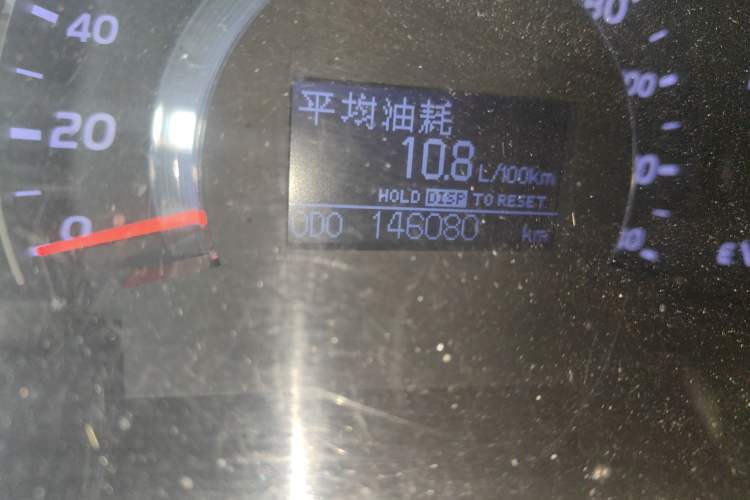 40
20
0
平均油耗
10.8 L/100km
HOLD DISP TO RESET
ODO 146080 km